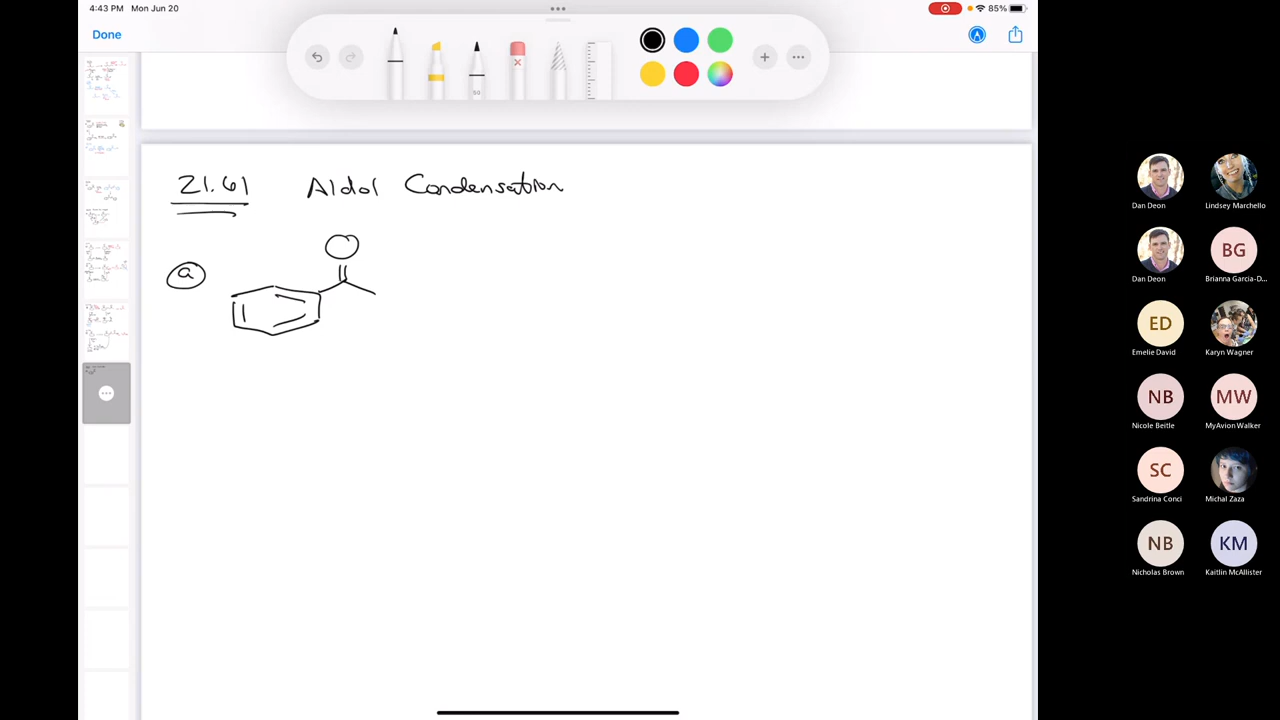 4:43 PM Mon Jun 20
85%
Done
50
21.61 Aldol Condensation
a
O
Dan Deon
Lindsey Marchello
Dan Deon
BG
Brianna Garcia-D...
ED
Emelie David
Karyn Wagner
NB
Nicole Beitle
MW
MyAvion Walker
SC
Sandrina Conci
Michal Zaza
NB
Nicholas Brown
KM
Kaitlin McAllister